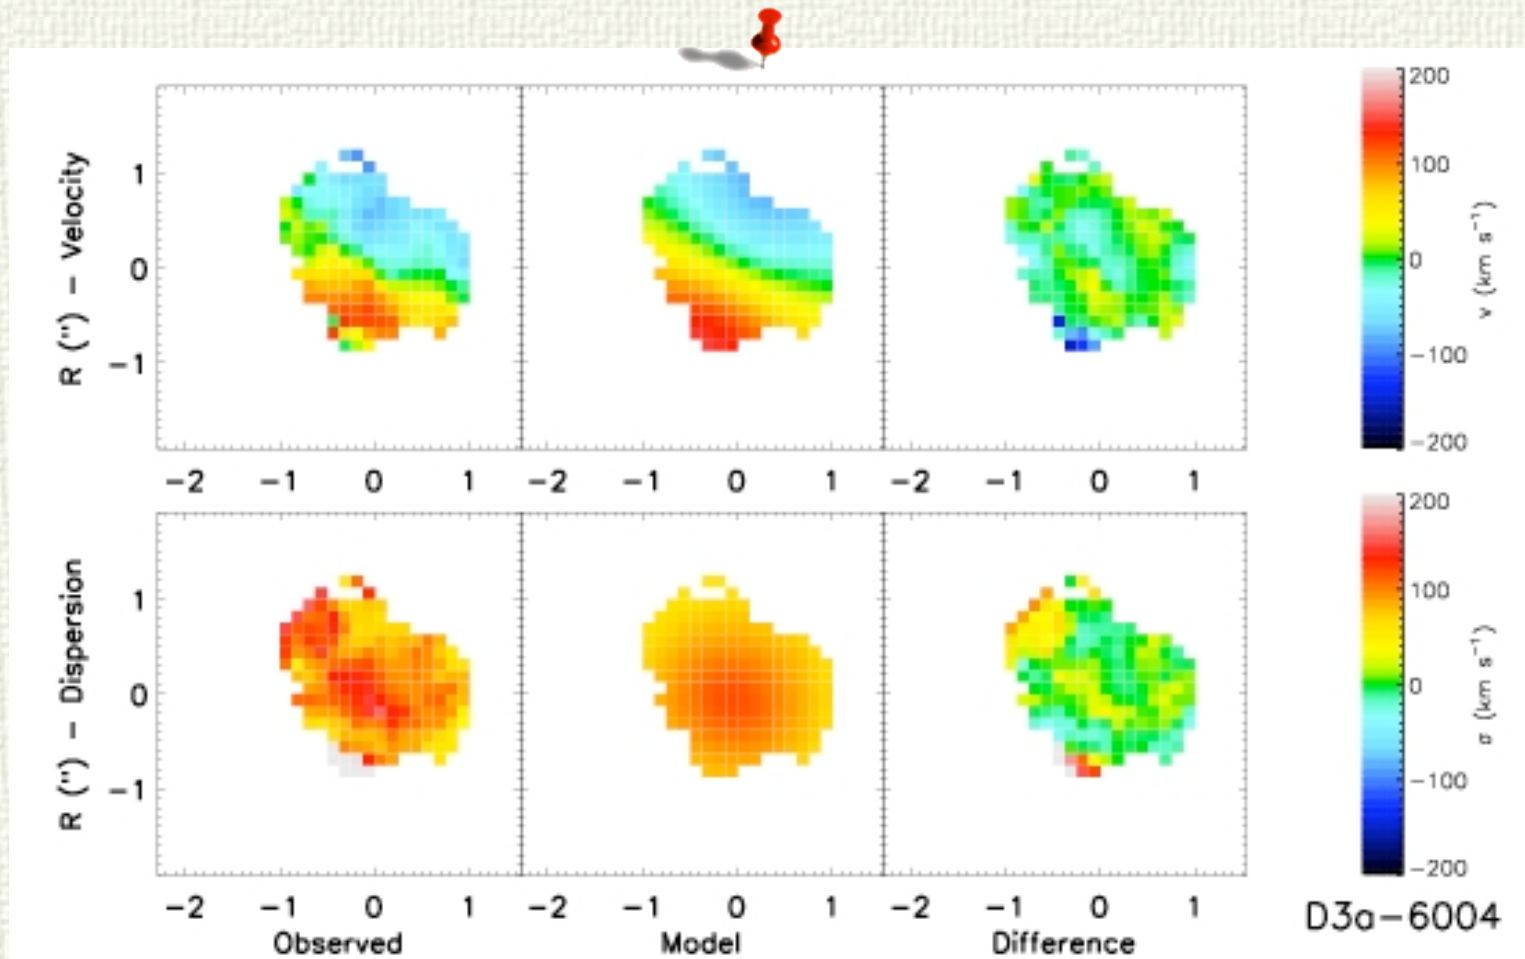 R (") − Velocity
1
0
−1
−2 −1 0 1 −2 −1 0 1 −2 −1 0 1
200
100
0
−100
−200
v (km s⁻¹)
R (") − Dispersion
1
0
−1
−2 −1 0 1 −2 −1 0 1 −2 −1 0 1
Observed Model Difference
200
100
0
−100
−200
σ (km s⁻¹)
D3a−6004